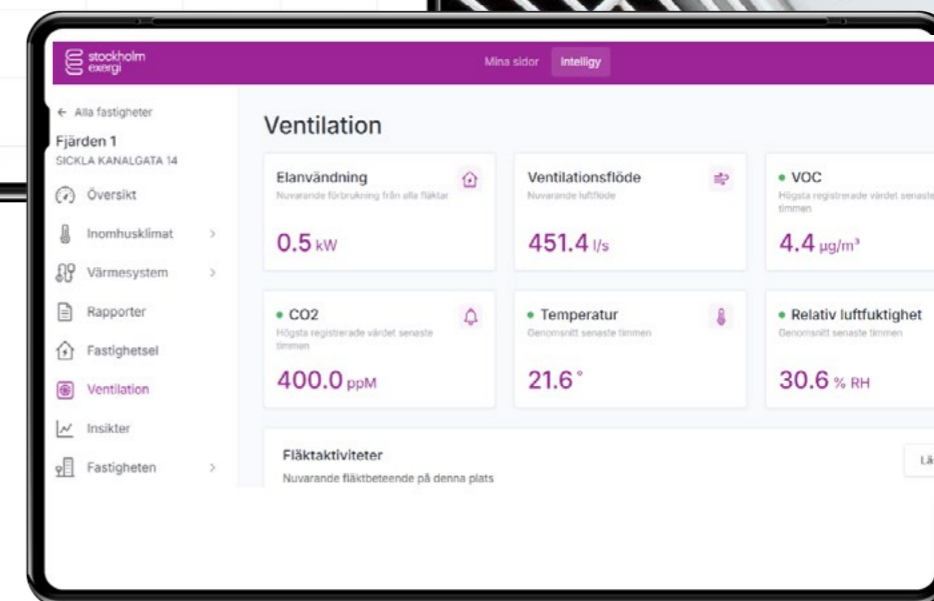 stockholm
exergi
Mina sidor
Intelligy
← Alla fastigheter
Fjärden 1
SICKLA KANALGATA 14
Översikt
Inomhusklimat
Värmesystem
Rapporter
Fastighetsel
Ventilation
Insikter
Fastigheten
Ventilation
Elanvändning
Nuvarande förbrukning från alla fläktar
0.5 kW
Ventilationsflöde
Nuvarande luftflöde
451.4 l/s
VOC
Högsta registrerade värdet senaste
timmen
4.4 µg/m³
CO2
Högsta registrerade värdet senaste
timmen
400.0 ppM
Temperatur
Genomsnitt senaste timmen
21.6 °
Relativ luftfuktighet
Genomsnitt senaste timmen
30.6 % RH
Fläktaktiviteter
Nuvarande fläktbeteende på denna plats